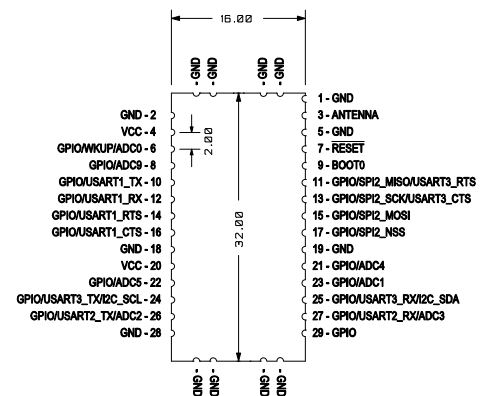 16.00
- GND
- GND
- GND
- GND
1 - GND
GND - 2
3 - ANTENNA
VCC - 4
5 - GND
GPIO/WKUP/ADC0 - 6
7 - RESET
GPIO/ADC9 - 8
9 - BOOT0
GPIO/USART1_TX - 10
11 - GPIO/SPI2_MISO/USART3_RTS
GPIO/USART1_RX - 12
13 - GPIO/SPI2_SCK/USART3_CTS
GPIO/USART1_RTS - 14
15 - GPIO/SPI2_MOSI
GPIO/USART1_CTS - 16
17 - GPIO/SPI2_NSS
GND - 18
19 - GND
VCC - 20
21 - GPIO/ADC4
GPIO/ADC5 - 22
23 - GPIO/ADC1
GPIO/USART3_TX/I2C_SCL - 24
25 - GPIO/USART3_RX/I2C_SDA
GPIO/USART2_TX/ADC2 - 26
27 - GPIO/USART2_RX/ADC3
GND - 28
29 - GPIO
2.00
32.00
- GND
- GND
- GND
- GND